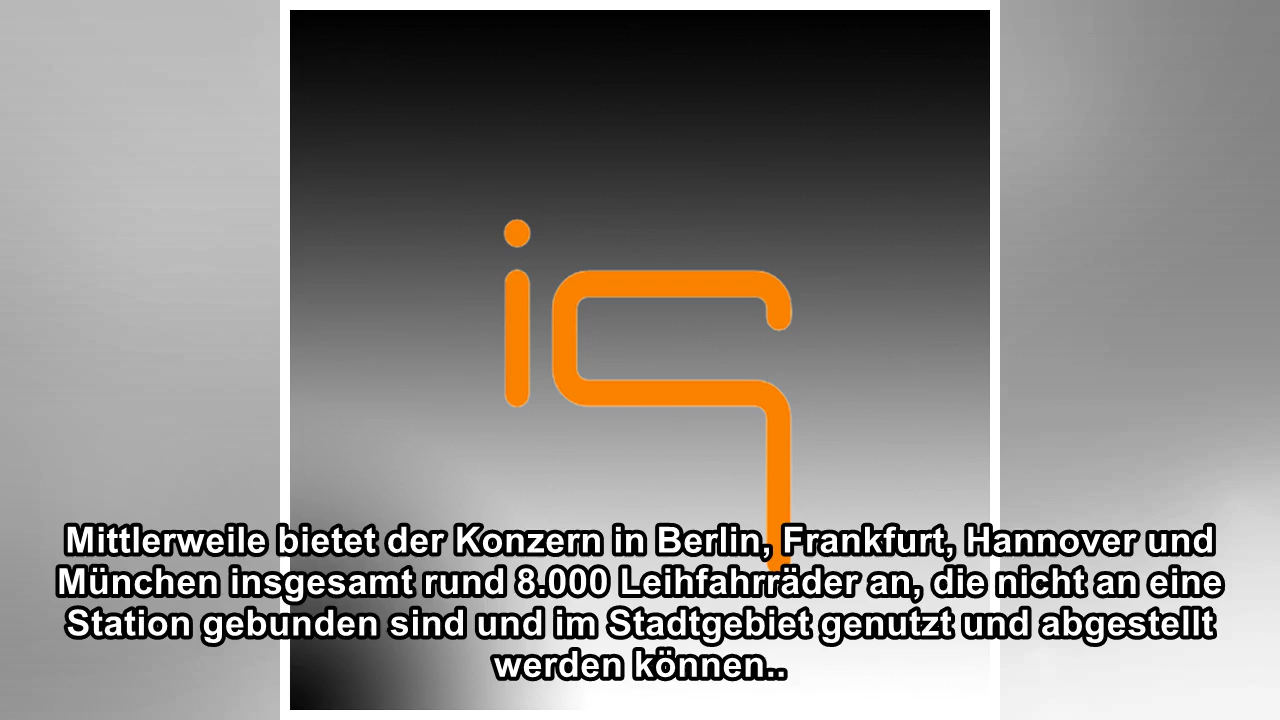 ig
Mittlerweile bietet der Konzern in Berlin, Frankfurt, Hannover und
München insgesamt rund 8.000 Leihfahrräder an, die nicht an eine
Station gebunden sind und im Stadtgebiet genutzt und abgestellt
werden können..